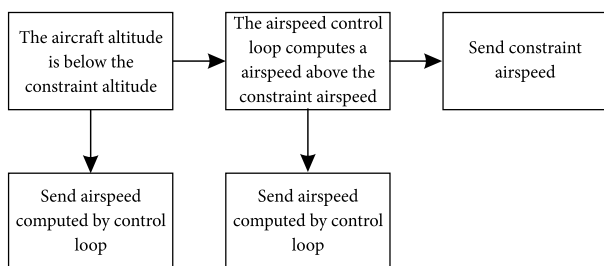 The aircraft altitude
is below the
constraint altitude
The airspeed control
loop computes a
airspeed above the
constraint airspeed
Send constraint
airspeed
Send airspeed
computed by control
loop
Send airspeed
computed by control
loop